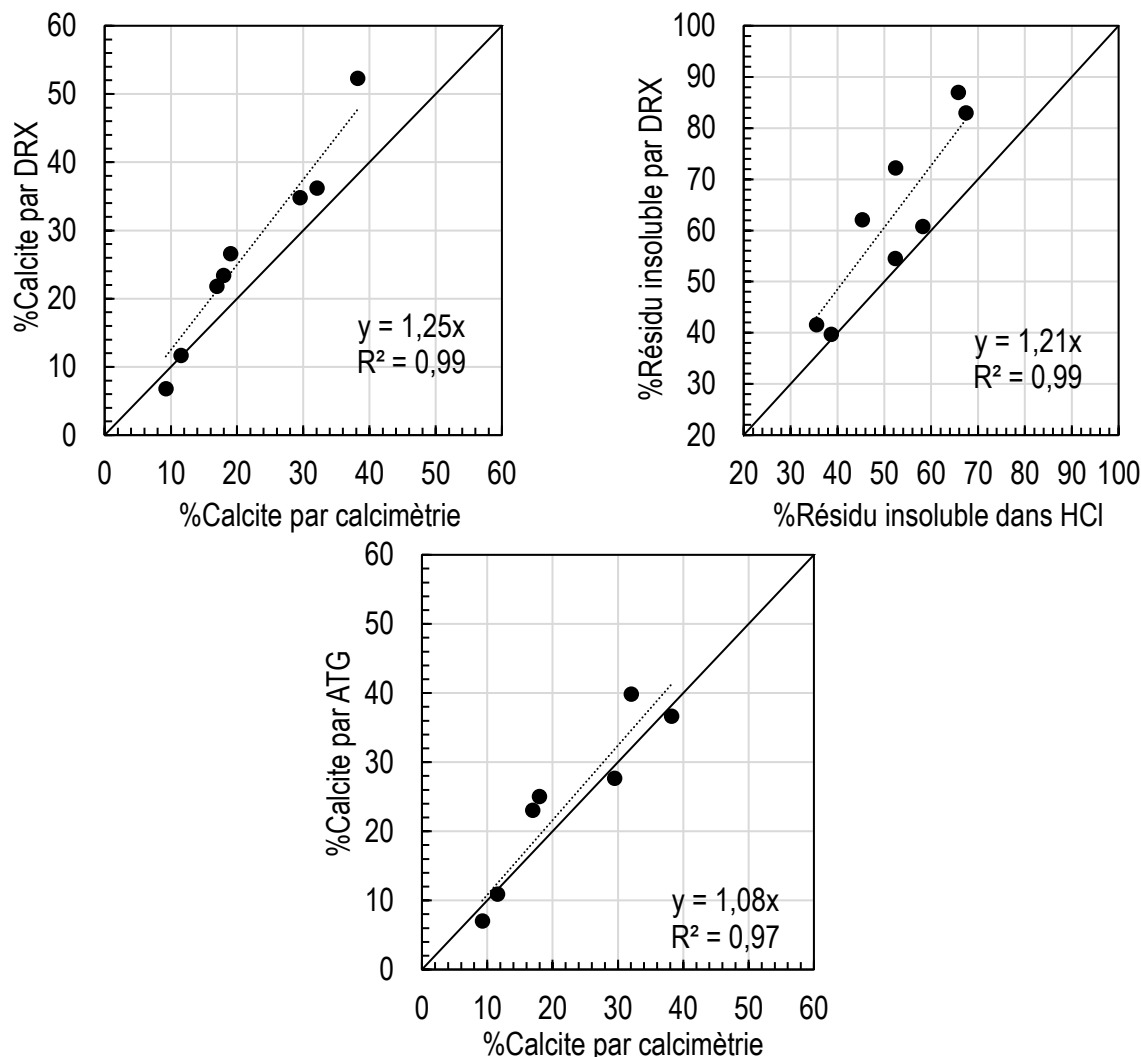 %Calcite par DRX
60
50
40
30
20
10
0
y = 1,25x
R² = 0,99
0 10 20 30 40 50 60
%Calcite par calcimètrie
%Résidu insoluble par DRX
100
90
80
70
60
50
40
30
20
y = 1,21x
R² = 0,99
20 30 40 50 60 70 80 90 100
%Résidu insoluble dans HCl
%Calcite par ATG
60
50
40
30
20
10
0
y = 1,08x
R² = 0,97
0 10 20 30 40 50 60
%Calcite par calcimètrie